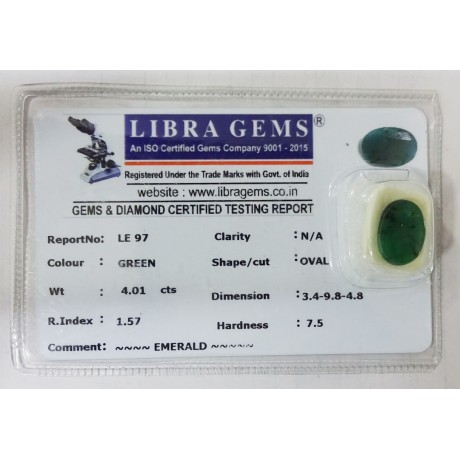 LIBRA GEMS®
An ISO Certified Gems Company 9001 - 2015
Registered Under the Trade Marks with Govt. of India
website : www.libragems.co.in
GEMS & DIAMOND CERTIFIED TESTING REPORT
ReportNo: LE 97 Clarity : N/A
Colour : GREEN Shape/cut : OVAL
Wt : 4.01 cts Dimension : 3.4-9.8-4.8
R.Index : 1.57 Hardness : 7.5
Comment: ~~~~ EMERALD ~~~~~